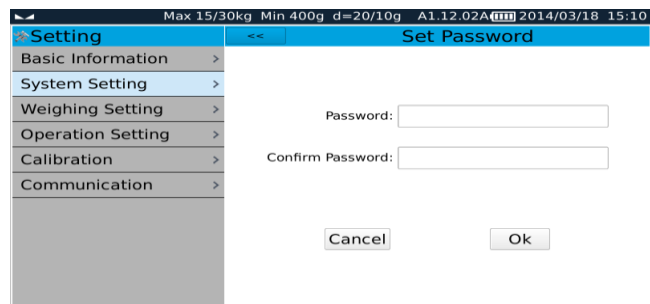 Max 15/30kg Min 400g d=20/10g A1.12.02A 2014/03/18 15:10
Setting
<< Set Password
Basic Information >
System Setting >
Weighing Setting >
Operation Setting >
Calibration >
Communication >
Password:
Confirm Password:
Cancel Ok